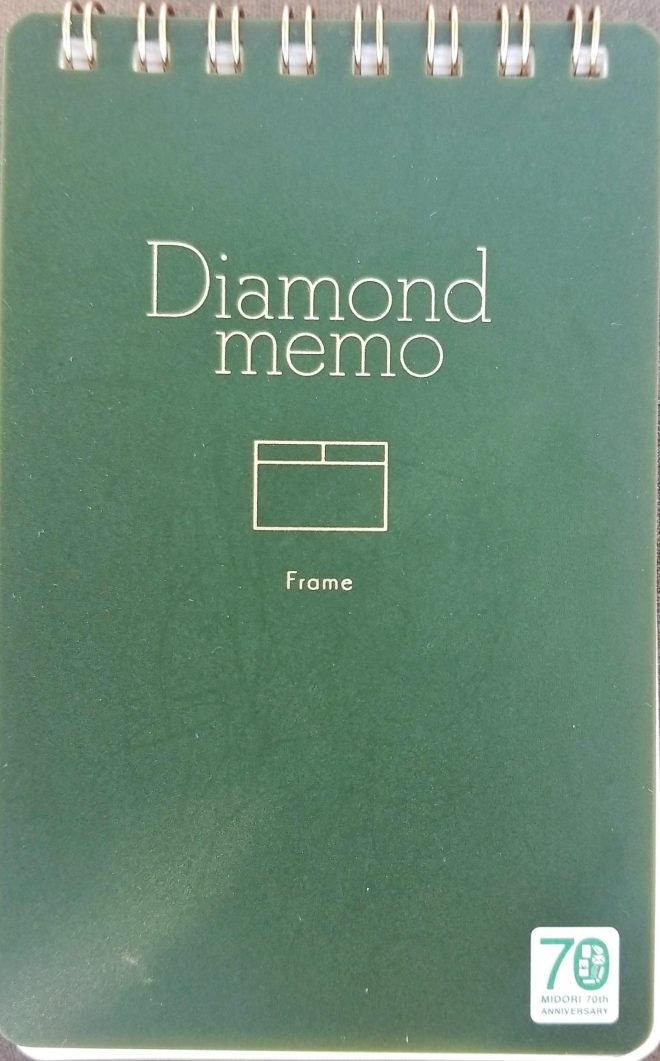 Diamond
memo
Frame
70
MIDORI 70th
ANNIVERSARY